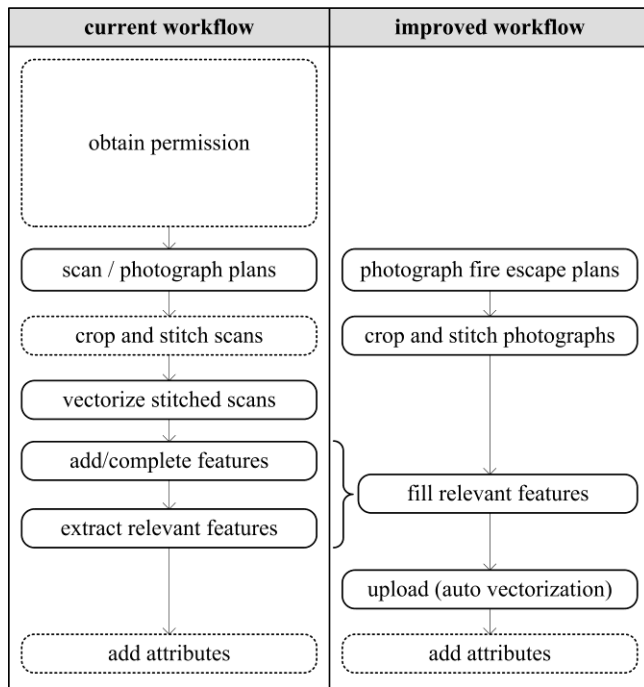 current workflow
improved workflow
obtain permission
scan / photograph plans
photograph fire escape plans
crop and stitch scans
crop and stitch photographs
vectorize stitched scans
add/complete features
fill relevant features
extract relevant features
upload (auto vectorization)
add attributes
add attributes